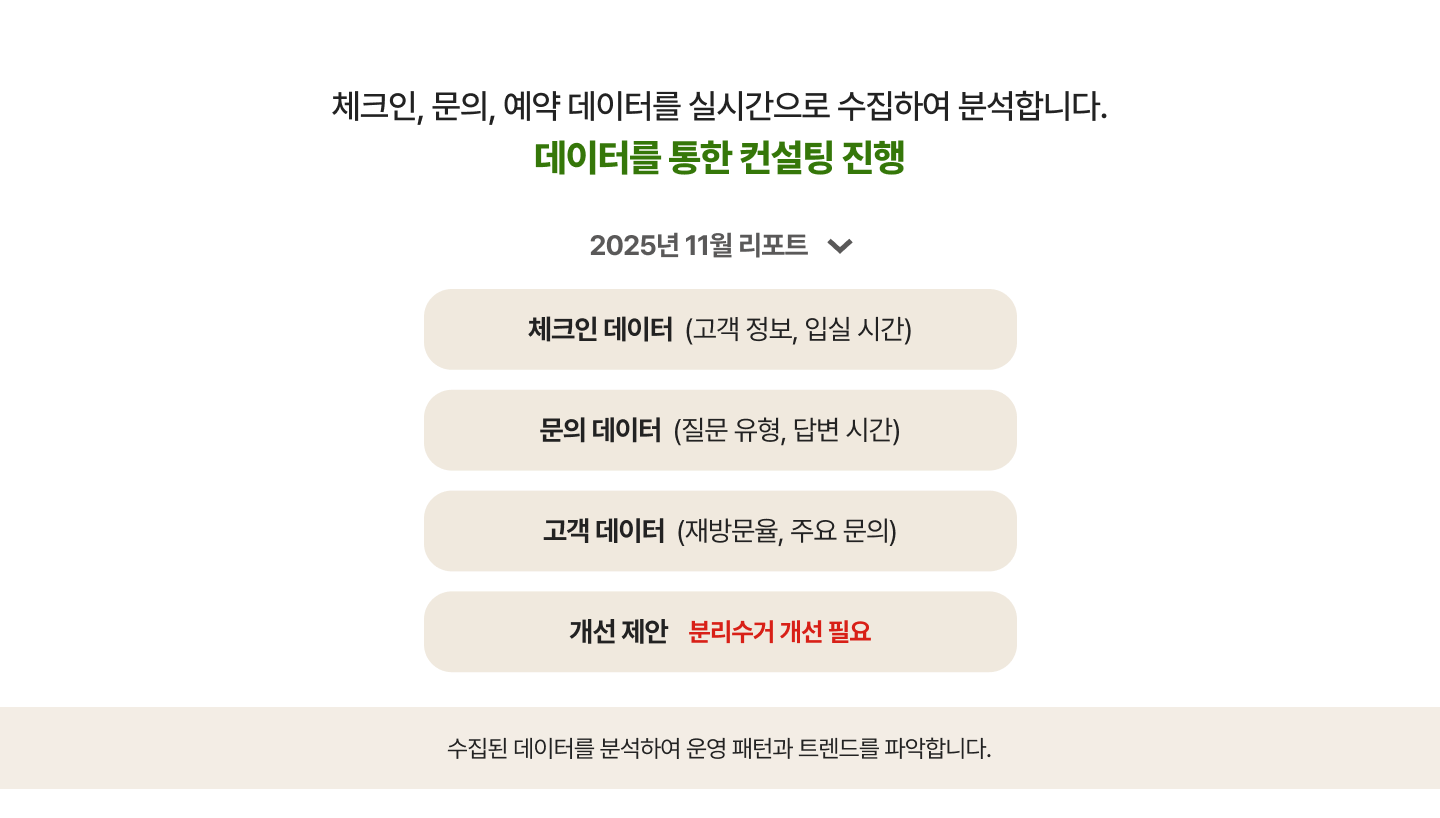 체크인, 문의, 예약 데이터를 실시간으로 수집하여 분석합니다.
데이터를 통한 컨설팅 진행
2025년 11월 리포트
체크인 데이터 (고객 정보, 입실 시간)
문의 데이터 (질문 유형, 답변 시간)
고객 데이터 (재방문율, 주요 문의)
개선 제안 분리수거 개선 필요
수집된 데이터를 분석하여 운영 패턴과 트렌드를 파악합니다.